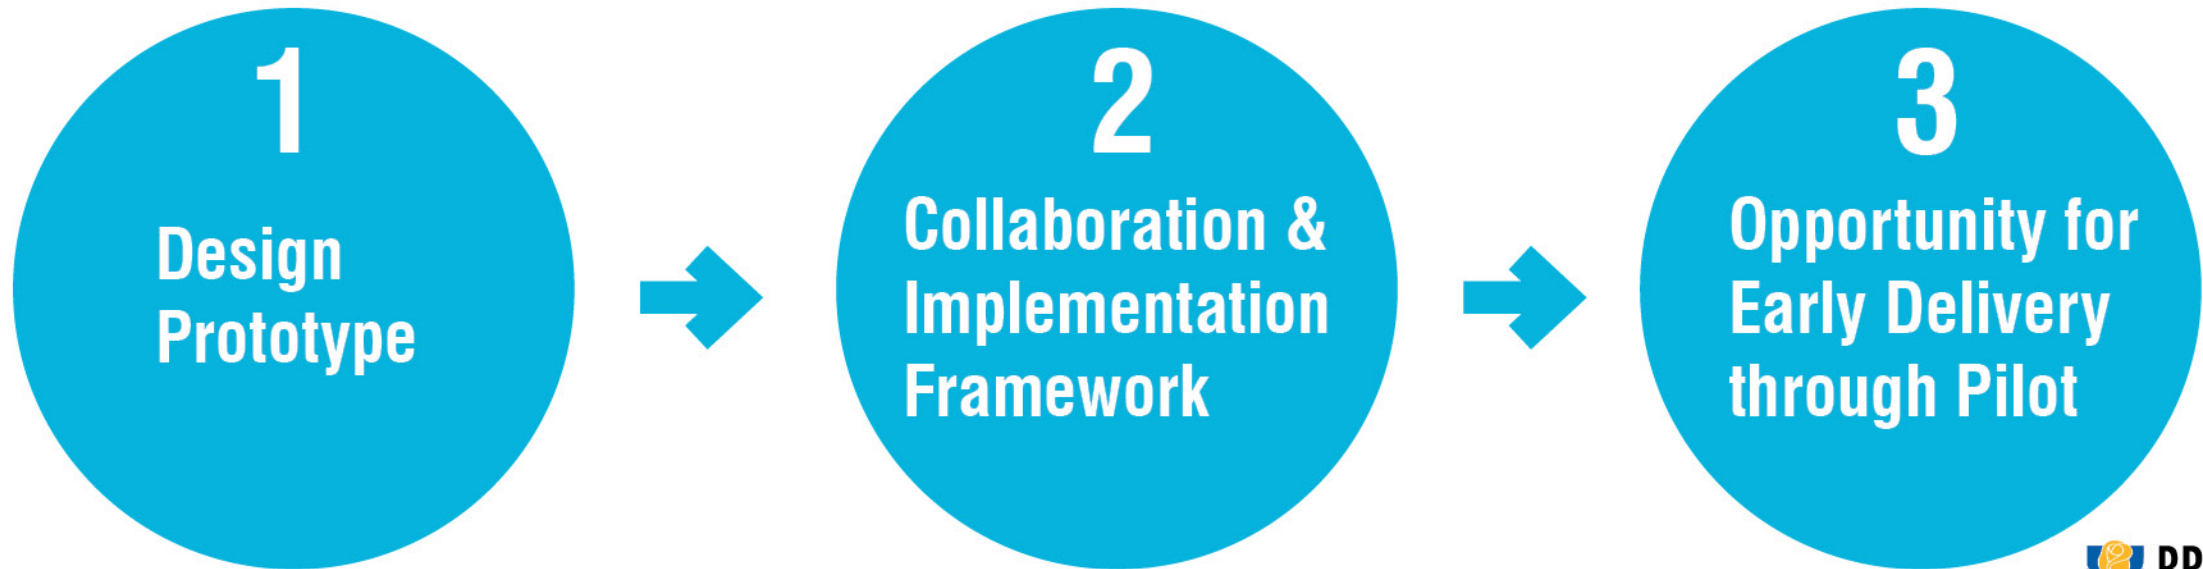 1
Design
Prototype
2
Collaboration &
Implementation
Framework
3
Opportunity for
Early Delivery
through Pilot
DD